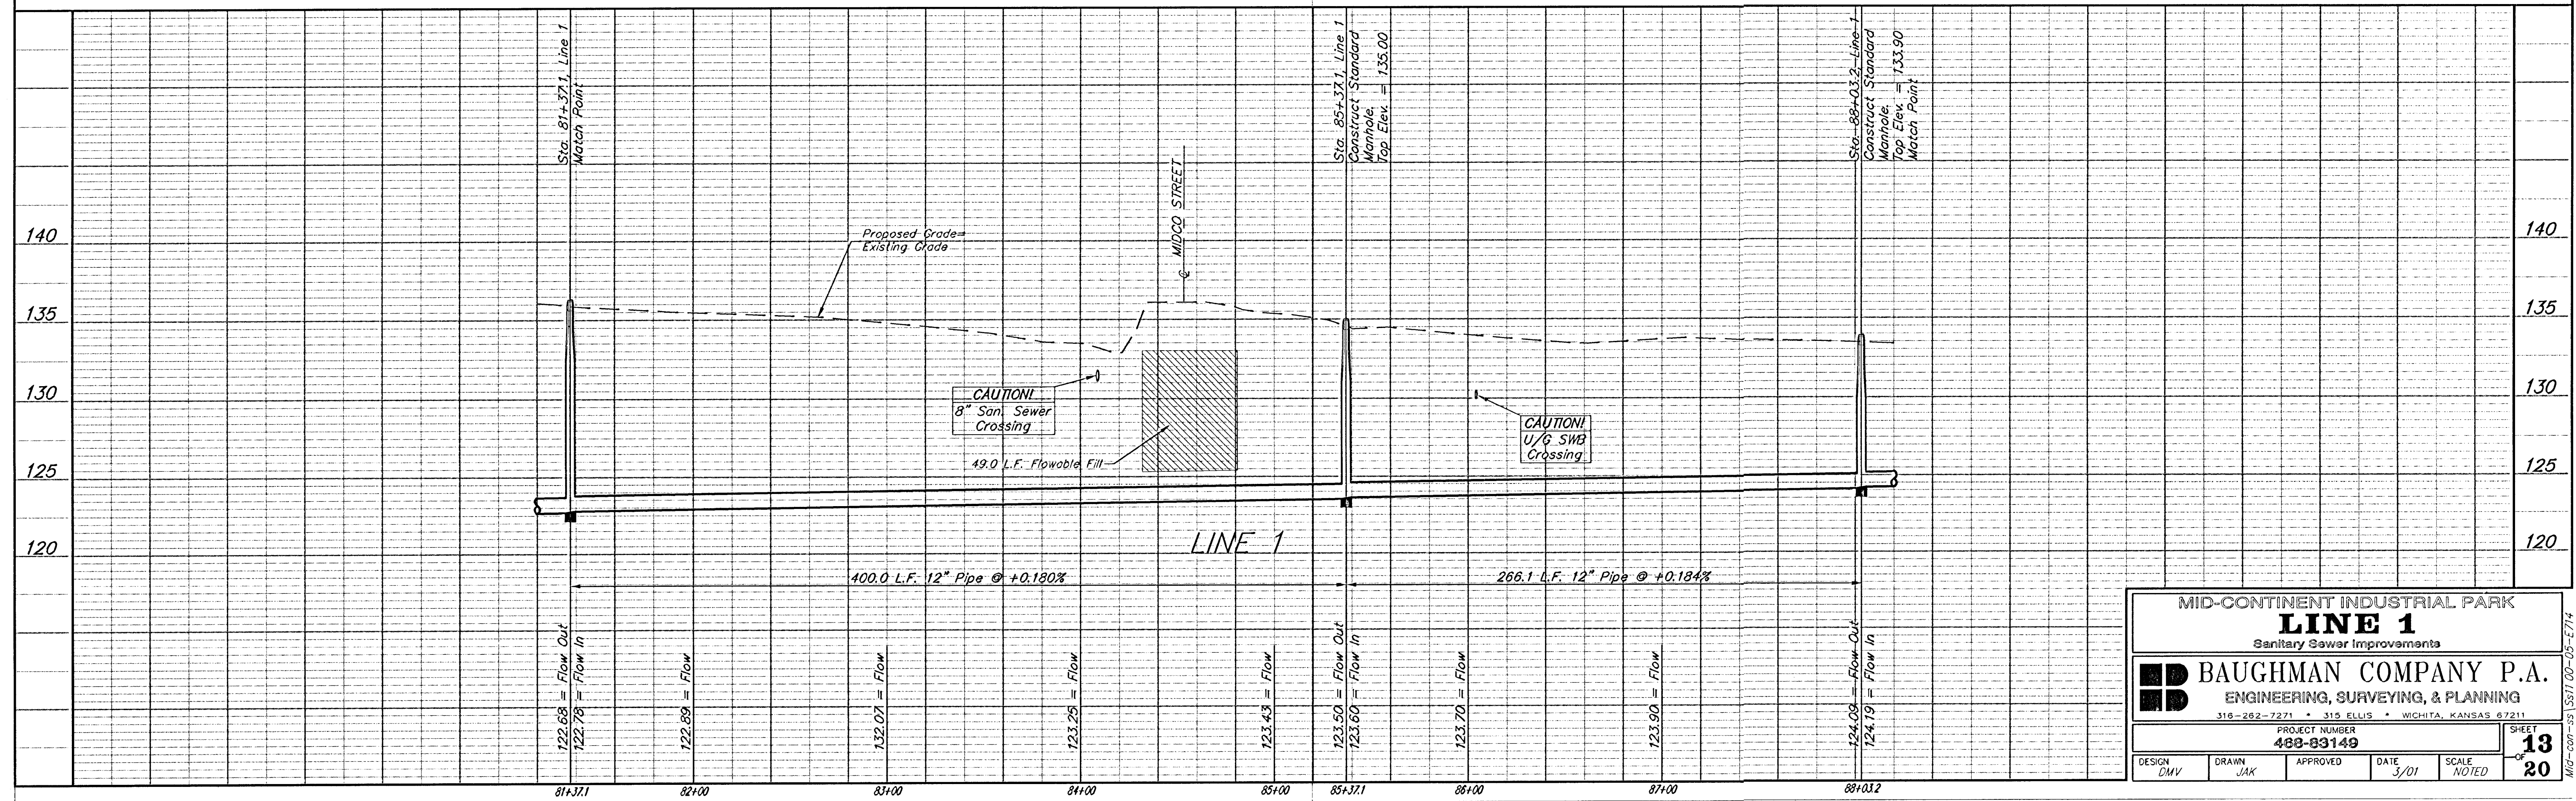 Sta. 81+37.1, Line 1
Match Point
Sta. 85+37.1, Line 1
Construct Standard
Manhole.
Top Elev. = 135.00
Sta. 88+03.2, Line 1
Construct Standard
Manhole.
Top Elev. = 133.90
Match Point
140
135
130
125
120
140
135
130
125
120
Proposed Grade=
Existing Grade
℄ MIDCO STREET
CAUTION!
8" San. Sewer
Crossing
49.0 L.F. Flowable Fill
CAUTION!
U/G SWB
Crossing
LINE 1
400.0 L.F. 12" Pipe @ +0.180%
266.1 L.F. 12" Pipe @ +0.184%
122.68 = Flow Out
122.78 = Flow In
122.89 = Flow
132.07 = Flow
123.25 = Flow
123.43 = Flow
123.50 = Flow Out
123.60 = Flow In
123.70 = Flow
123.90 = Flow
124.09 = Flow Out
124.19 = Flow In
81+37.1
82+00
83+00
84+00
85+00
85+37.1
86+00
87+00
88+03.2
MID-CONTINENT INDUSTRIAL PARK
LINE 1
Sanitary Sewer Improvements
BAUGHMAN COMPANY P.A.
ENGINEERING, SURVEYING, & PLANNING
316-262-7271 • 315 ELLIS • WICHITA, KANSAS 67211
PROJECT NUMBER
468-83149
SHEET
13
OF
20
DESIGN
DMV
DRAWN
JAK
APPROVED
DATE
3/01
SCALE
NOTED
Mid-con-ss\Ss11 00-05-E714